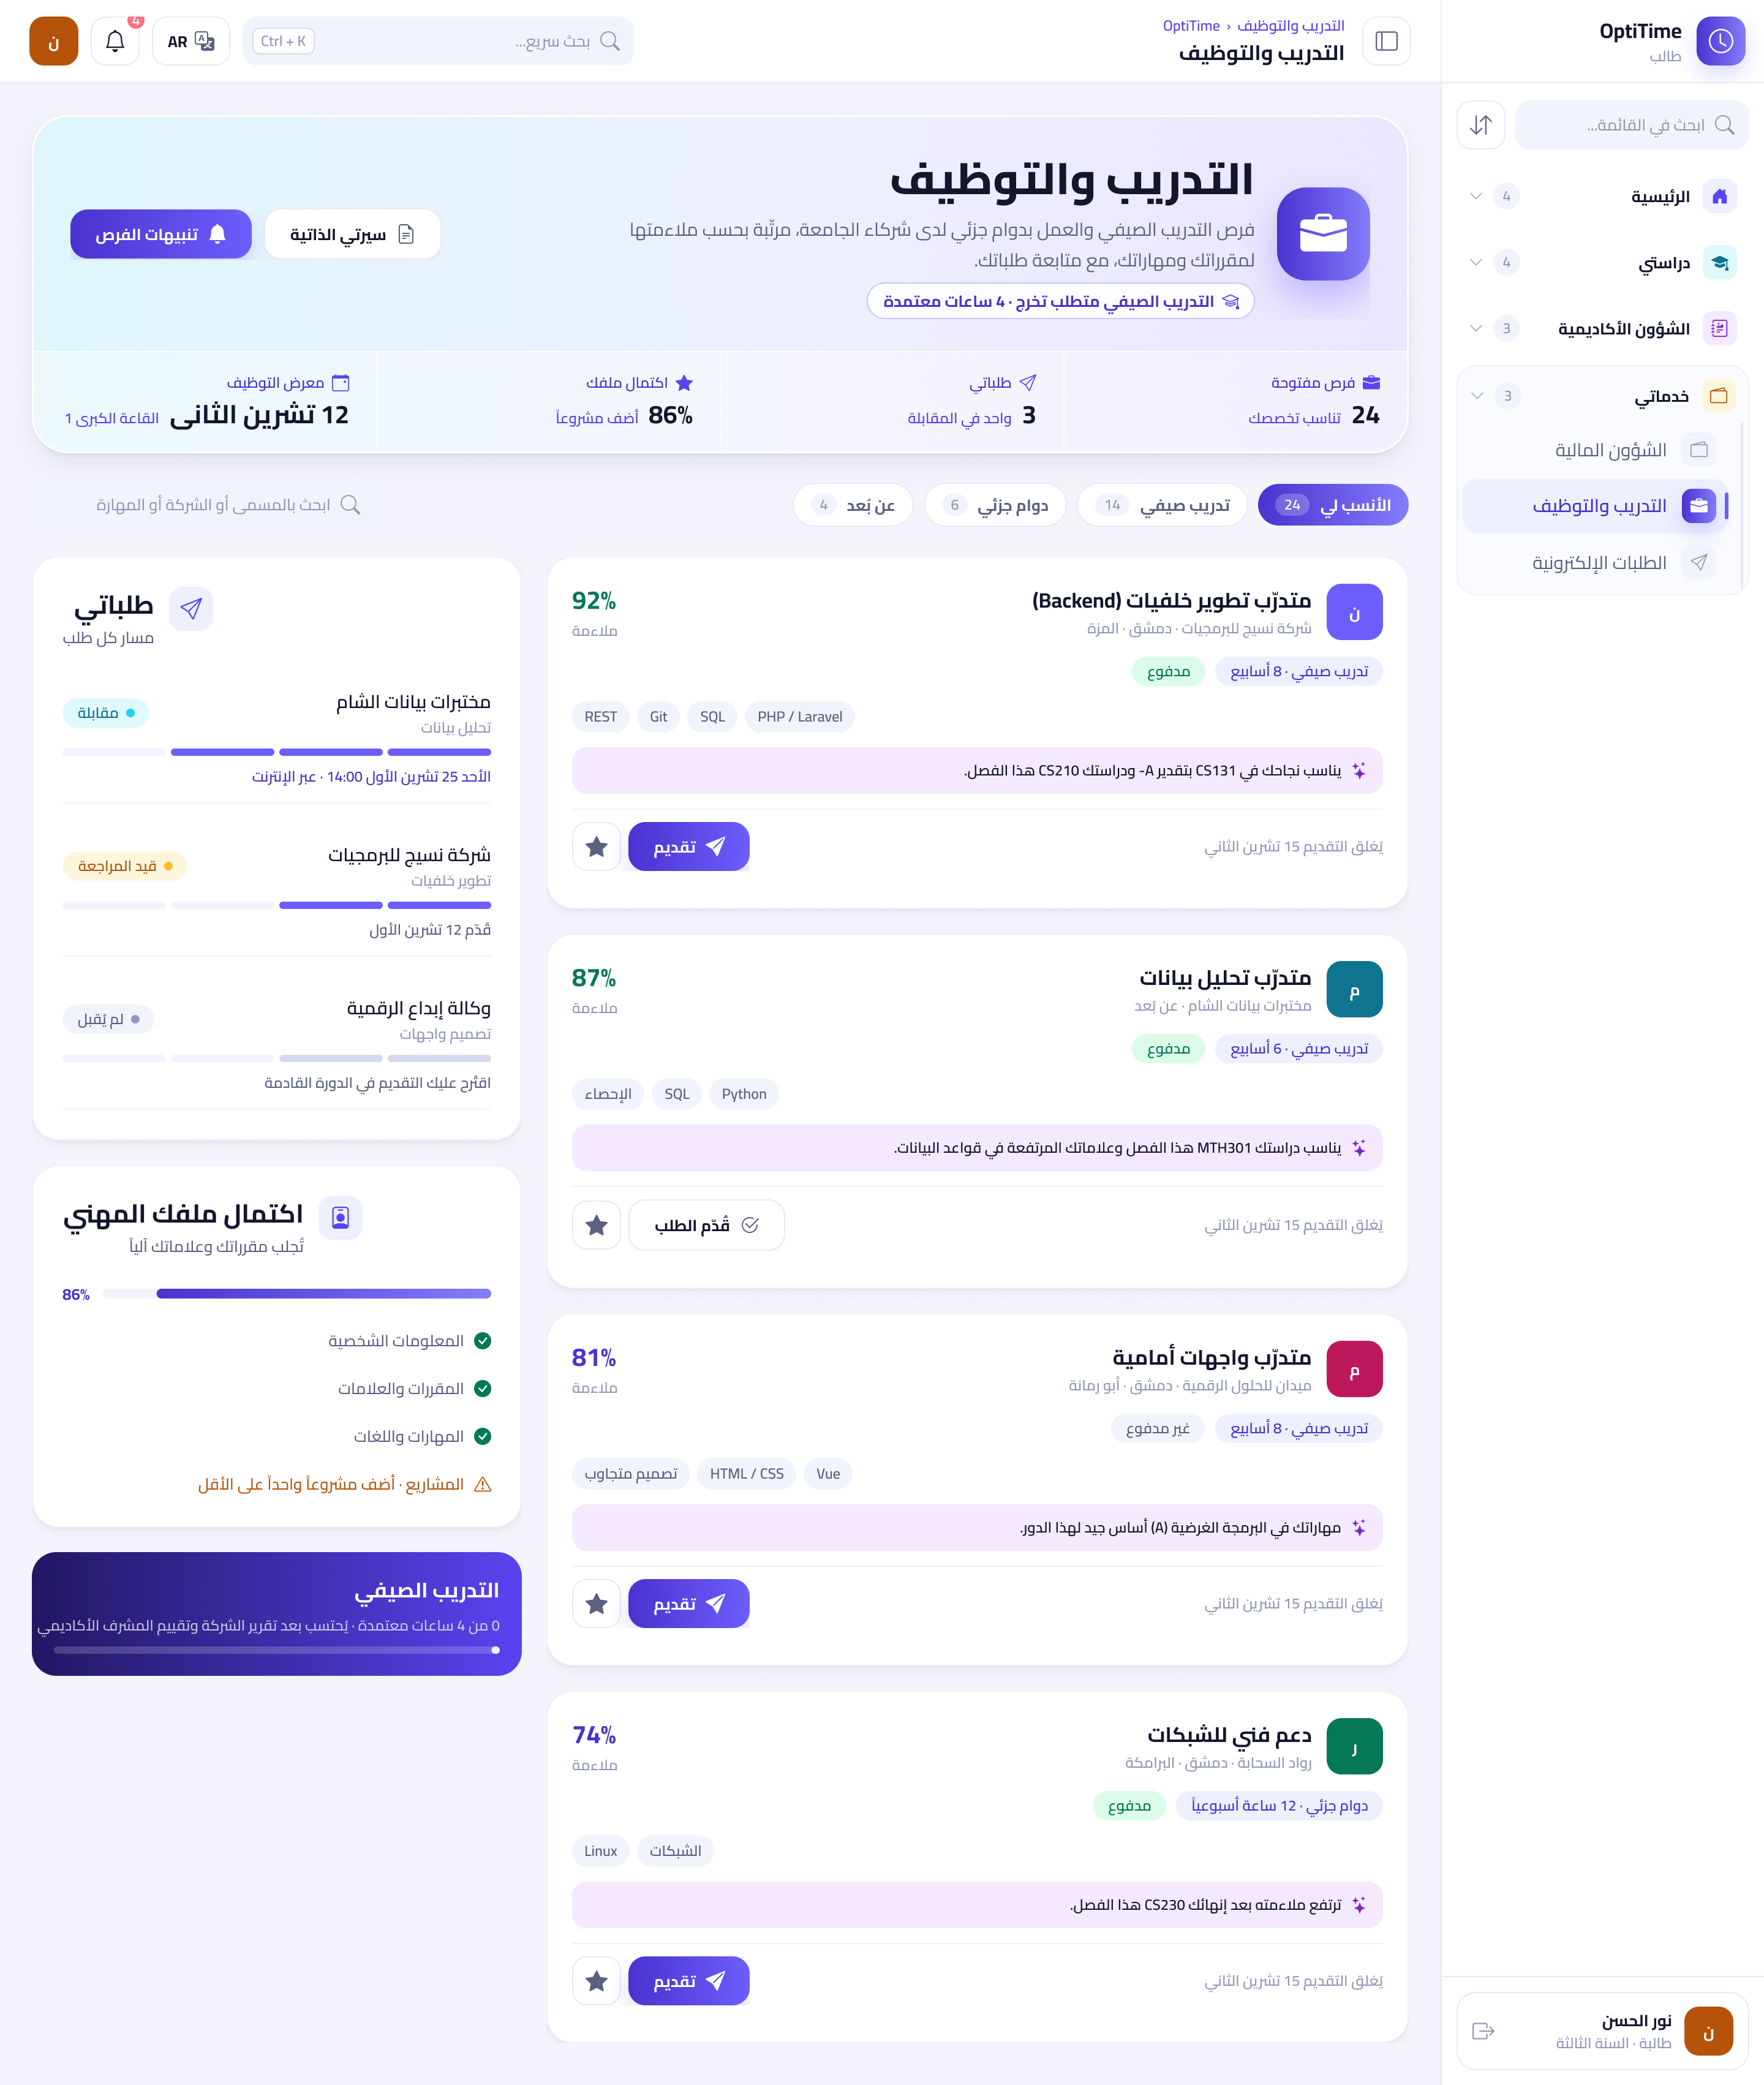 OptiTime
طالب
ابحث في القائمة...
الرئيسية 4
دراستي 4
الشؤون الأكاديمية 3
خدماتي 3
الشؤون المالية
التدريب والتوظيف
الطلبات الإلكترونية
نور الحسن
طالبة · السنة الثالثة
ن
التدريب والتوظيف › OptiTime
التدريب والتوظيف
بحث سريع...
Ctrl + K
AR
4
ن
التدريب والتوظيف
فرص التدريب الصيفي والعمل بدوام جزئي لدى شركاء الجامعة، مرتّبة بحسب ملاءمتها
لمقرراتك ومهاراتك، مع متابعة طلباتك.
التدريب الصيفي متطلب تخرج · 4 ساعات معتمدة
سيرتي الذاتية
تنبيهات الفرص
فرص مفتوحة
24 تناسب تخصصك
طلباتي
3 واحد في المقابلة
اكتمال ملفك
86% أضف مشروعاً
معرض التوظيف
12 تشرين الثاني القاعة الكبرى 1
الأنسب لي 24
تدريب صيفي 14
دوام جزئي 6
عن بُعد 4
ابحث بالمسمى أو الشركة أو المهارة
ن
متدرّب تطوير خلفيات (Backend)
شركة نسيج للبرمجيات · دمشق · المزة
92%
ملاءمة
تدريب صيفي · 8 أسابيع
مدفوع
PHP / Laravel
SQL
Git
REST
يناسب نجاحك في CS131 بتقدير A- ودراستك CS210 هذا الفصل.
يُغلق التقديم 15 تشرين الثاني
تقديم
م
متدرّب تحليل بيانات
مختبرات بيانات الشام · عن بُعد
87%
ملاءمة
تدريب صيفي · 6 أسابيع
مدفوع
Python
SQL
الإحصاء
يناسب دراستك MTH301 هذا الفصل وعلاماتك المرتفعة في قواعد البيانات.
يُغلق التقديم 15 تشرين الثاني
قُدّم الطلب
م
متدرّب واجهات أمامية
ميدان للحلول الرقمية · دمشق · أبو رمانة
81%
ملاءمة
تدريب صيفي · 8 أسابيع
غير مدفوع
Vue
HTML / CSS
تصميم متجاوب
مهاراتك في البرمجة الغرضية (A) أساس جيد لهذا الدور.
يُغلق التقديم 15 تشرين الثاني
تقديم
ر
دعم فني للشبكات
رواد السحابة · دمشق · البرامكة
74%
ملاءمة
دوام جزئي · 12 ساعة أسبوعياً
مدفوع
الشبكات
Linux
ترتفع ملاءمته بعد إنهائك CS230 هذا الفصل.
يُغلق التقديم 15 تشرين الثاني
تقديم
طلباتي
مسار كل طلب
مختبرات بيانات الشام
تحليل بيانات
مقابلة
الأحد 25 تشرين الأول 14:00 · عبر الإنترنت
شركة نسيج للبرمجيات
تطوير خلفيات
قيد المراجعة
قُدّم 12 تشرين الأول
وكالة إبداع الرقمية
تصميم واجهات
لم يُقبل
اقتُرح عليك التقديم في الدورة القادمة
اكتمال ملفك المهني
تُجلب مقرراتك وعلاماتك آلياً
86%
المعلومات الشخصية
المقررات والعلامات
المهارات واللغات
المشاريع · أضف مشروعاً واحداً على الأقل
التدريب الصيفي
0 من 4 ساعات معتمدة · يُحتسب بعد تقرير الشركة وتقييم المشرف الأكاديمي